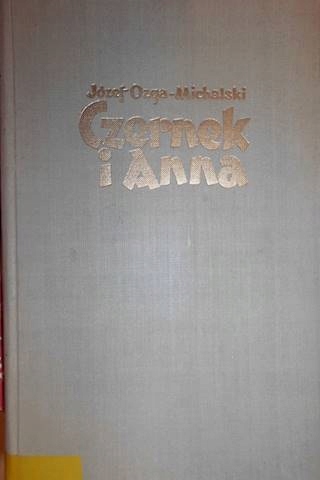 Józef Ozga-Michalski
Czernek
i Anna